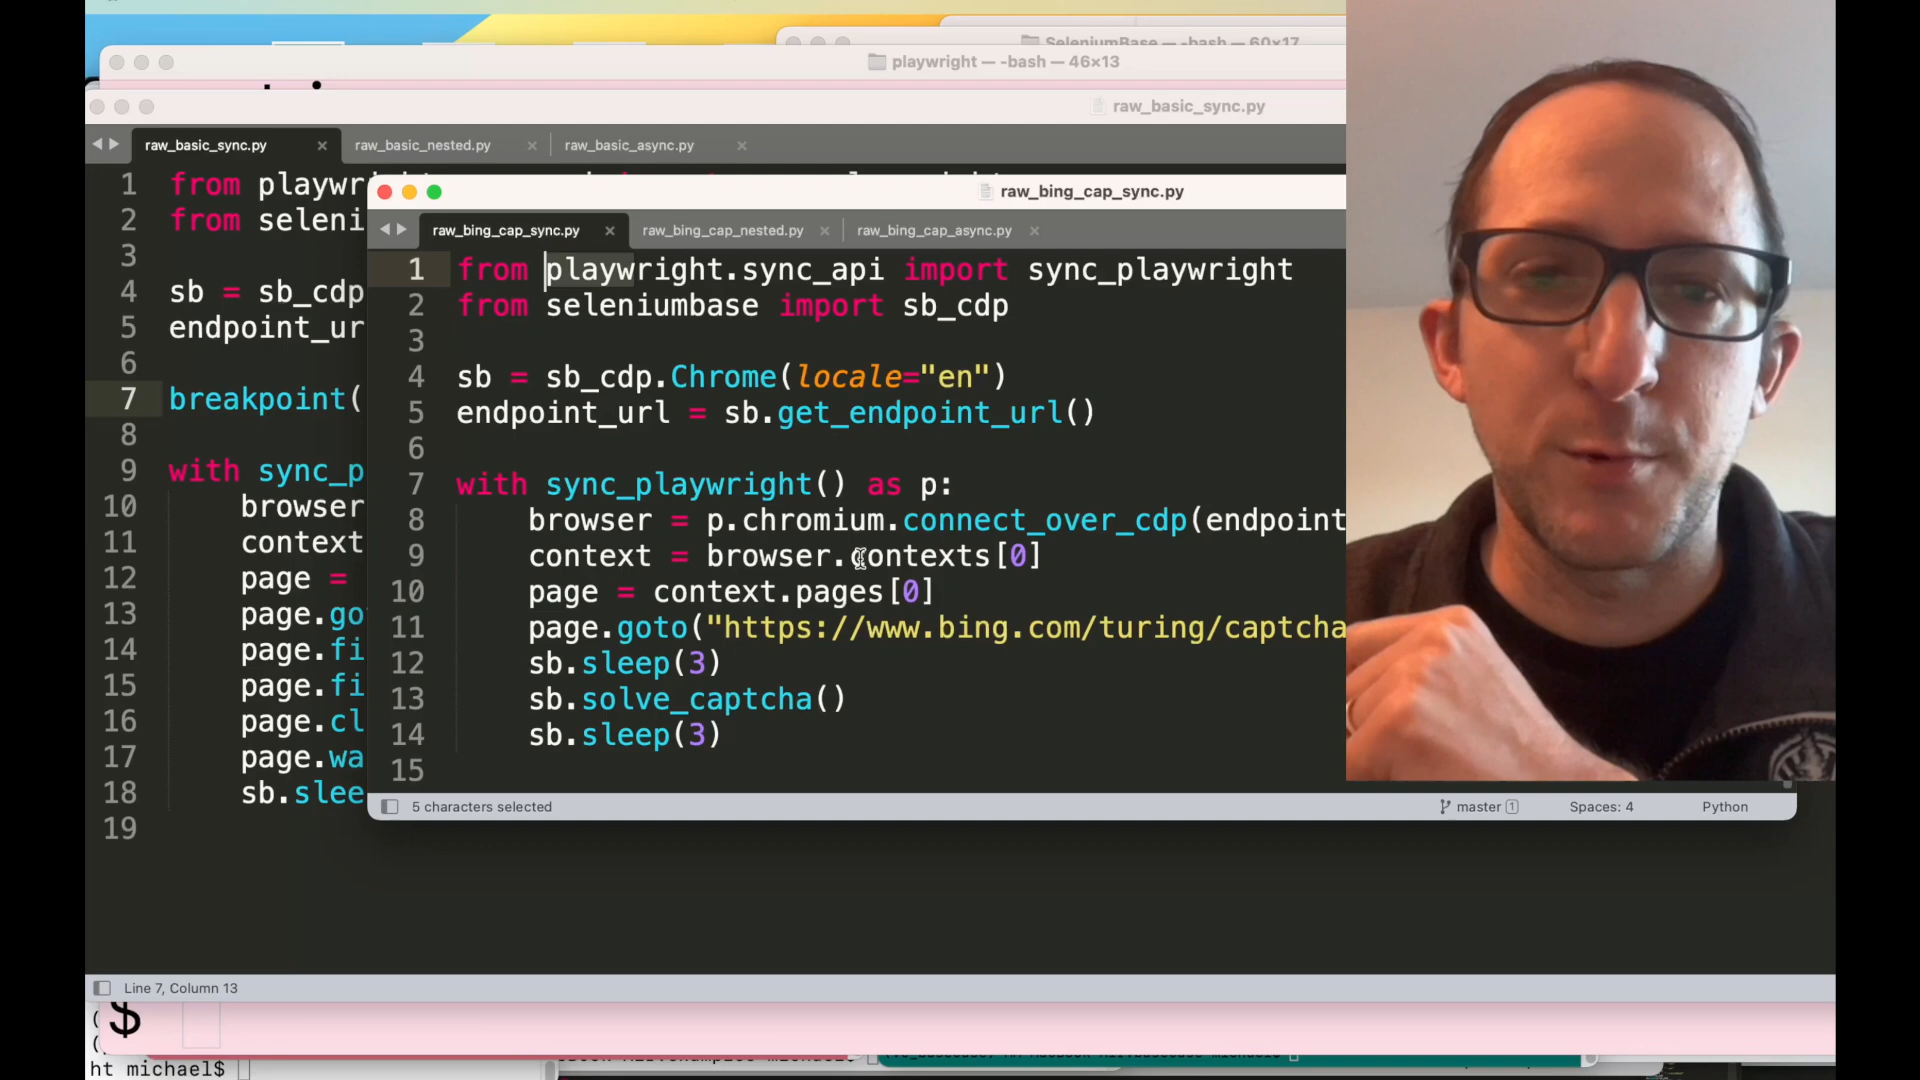 SeleniumBase — -bash — 60×17
playwright — -bash — 46×13
raw_basic_sync.py
raw_basic_sync.py
raw_basic_nested.py
raw_basic_async.py
1 from playwr
2 from seleni
3
4 sb = sb_cdp
5 endpoint_ur
6
7 breakpoint(
8
9 with sync_p
10 browser
11 context
12 page =
13 page.go
14 page.fi
15 page.fi
16 page.cl
17 page.wa
18 sb.slee
19
raw_bing_cap_sync.py
raw_bing_cap_sync.py
raw_bing_cap_nested.py
raw_bing_cap_async.py
1 from playwright.sync_api import sync_playwright
2 from seleniumbase import sb_cdp
3
4 sb = sb_cdp.Chrome(locale="en")
5 endpoint_url = sb.get_endpoint_url()
6
7 with sync_playwright() as p:
8 browser = p.chromium.connect_over_cdp(endpoint
9 context = browser.contexts[0]
10 page = context.pages[0]
11 page.goto("https://www.bing.com/turing/captcha
12 sb.sleep(3)
13 sb.solve_captcha()
14 sb.sleep(3)
15
5 characters selected
master 1
Spaces: 4
Python
Line 7, Column 13
$
ht michael$